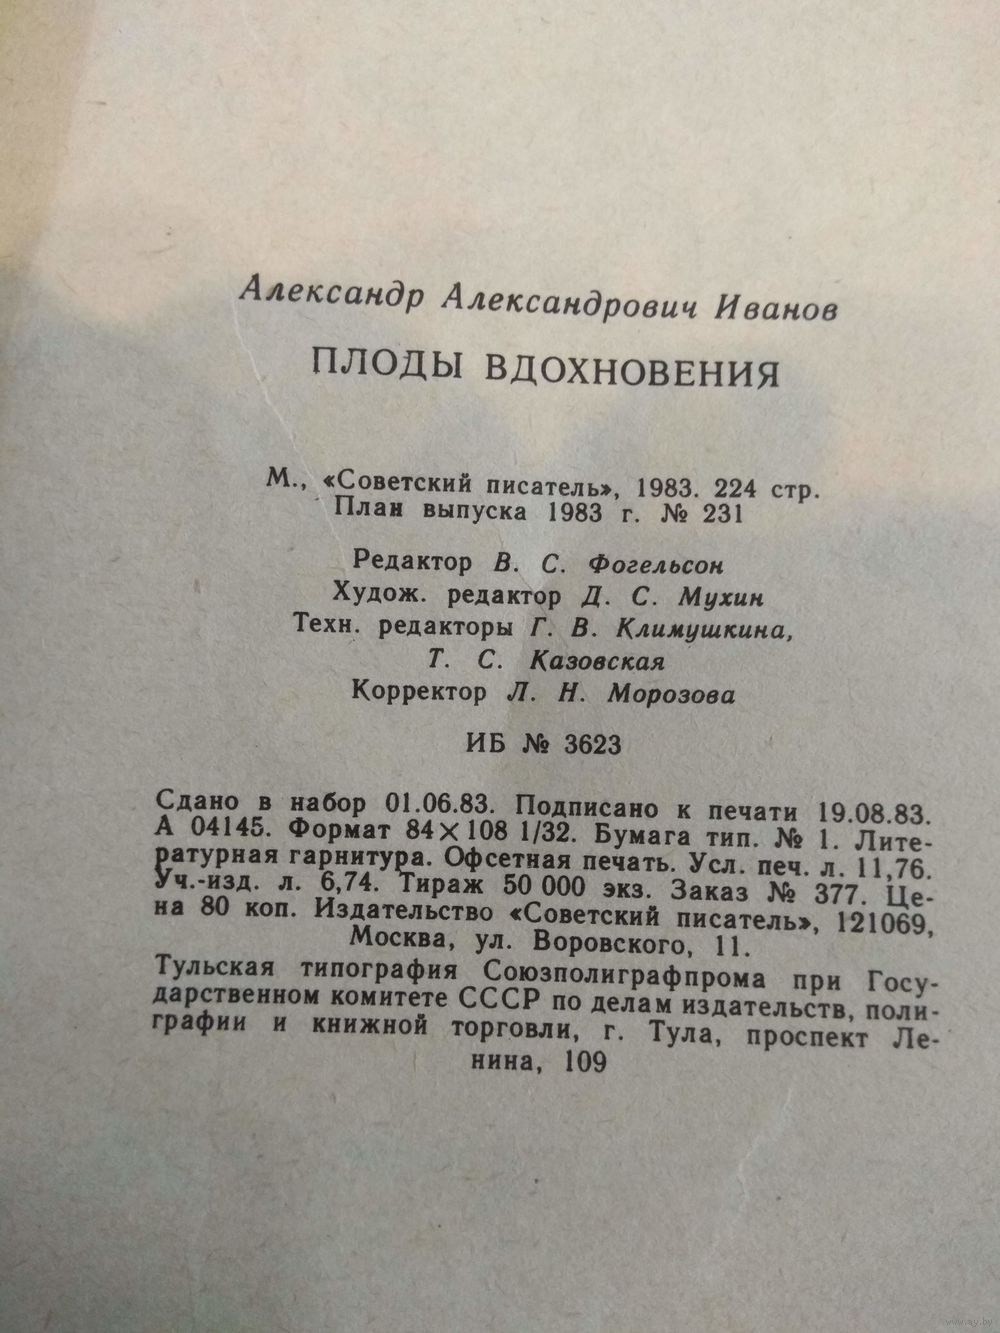 Александр Александрович Иванов
ПЛОДЫ ВДОХНОВЕНИЯ
М., «Советский писатель», 1983. 224 стр.
План выпуска 1983 г. № 231
Редактор В. С. Фогельсон
Худож. редактор Д. С. Мухин
Техн. редакторы Г. В. Климушкина,
Т. С. Казовская
Корректор Л. Н. Морозова
ИБ № 3623
Сдано в набор 01.06.83. Подписано к печати 19.08.83.
А 04145. Формат 84×108 1/32. Бумага тип. № 1. Лите-
ратурная гарнитура. Офсетная печать. Усл. печ. л. 11,76.
Уч.-изд. л. 6,74. Тираж 50 000 экз. Заказ № 377. Це-
на 80 коп. Издательство «Советский писатель», 121069,
Москва, ул. Воровского, 11.
Тульская типография Союзполиграфпрома при Госу-
дарственном комитете СССР по делам издательств, поли-
графии и книжной торговли, г. Тула, проспект Ле-
нина, 109
www.ay.by